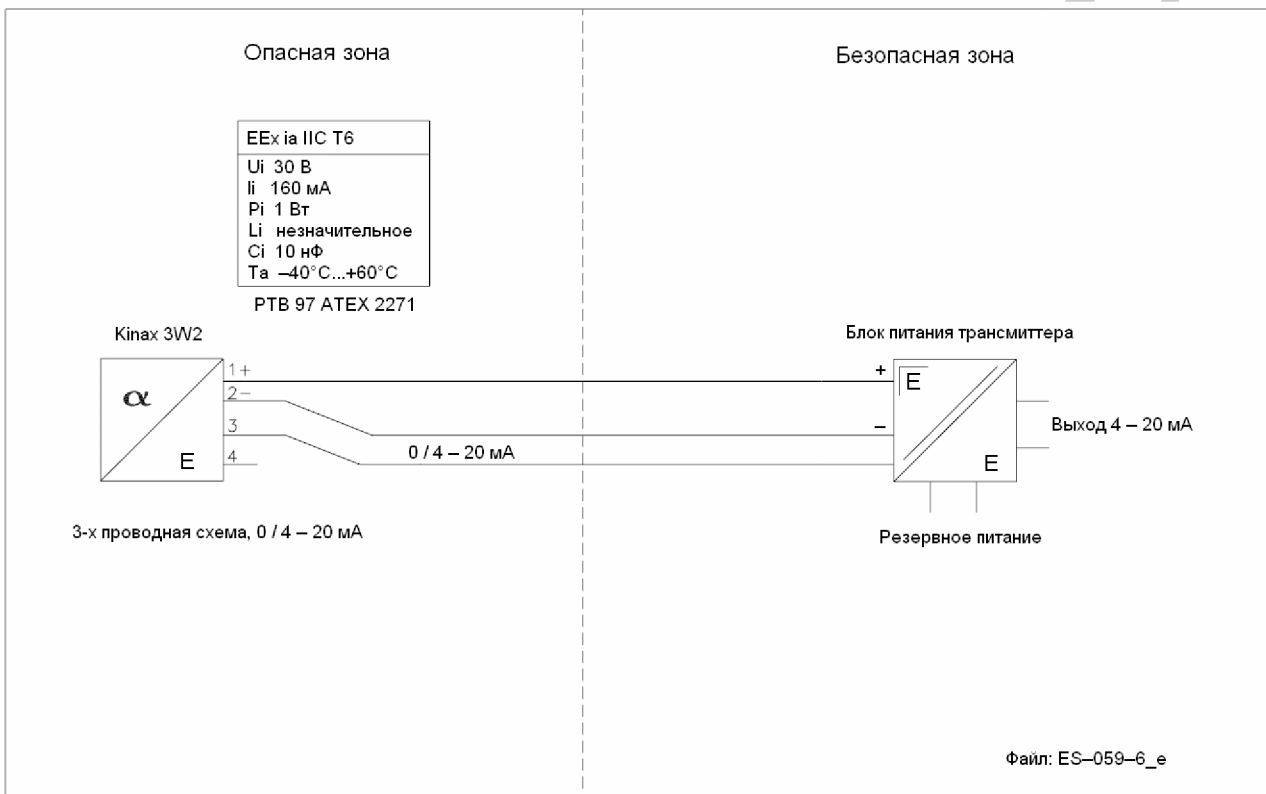 Опасная зона
Безопасная зона
EEx ia IIC T6
Ui 30 В
Ii 160 мА
Pi 1 Вт
Li незначительное
Ci 10 нФ
Ta –40°C...+60°C
PTB 97 ATEX 2271
Kinax 3W2
Блок питания трансмиттера
1+
2–
3
4
α
E
+
–
E
E
0 / 4 – 20 мА
Выход 4 – 20 мА
3-х проводная схема, 0 / 4 – 20 мА
Резервное питание
Файл: ES–059–6_e